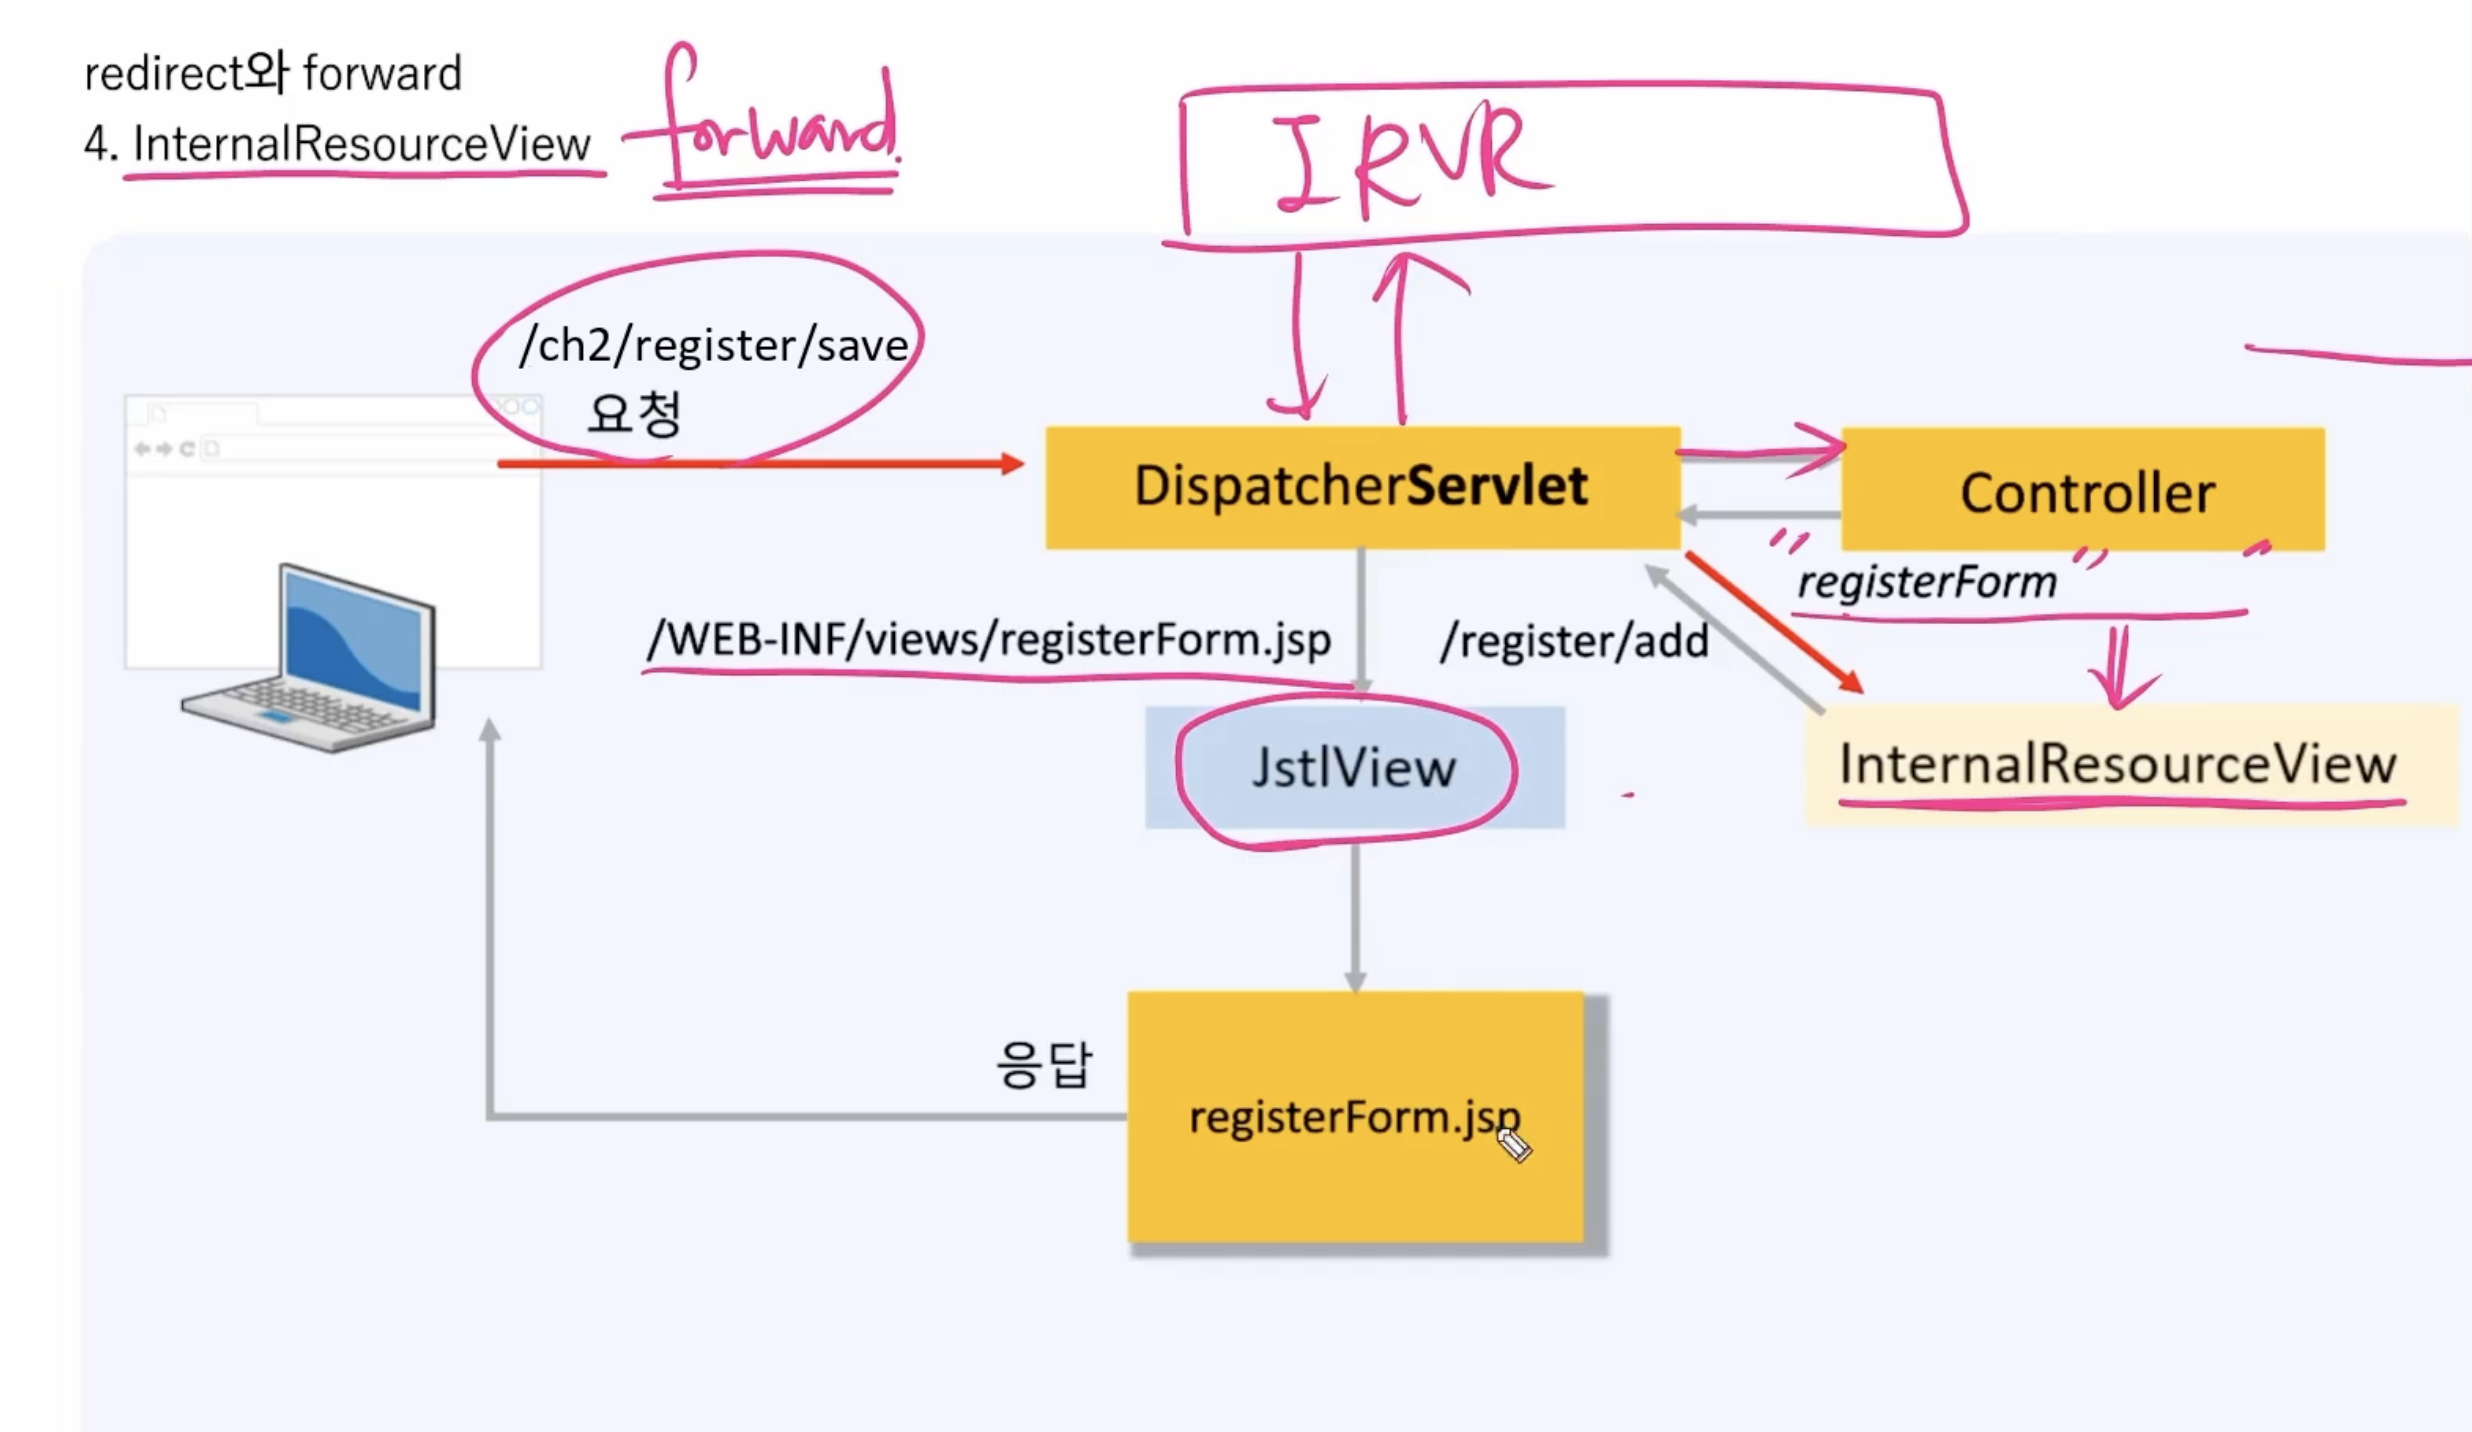 redirect와 forward
4. InternalResourceView forward.
IRVR
/ch2/register/save
요청
DispatcherServlet
Controller
" registerForm "
/WEB-INF/views/registerForm.jsp
/register/add
JstlView
InternalResourceView
응답
registerForm.jsp